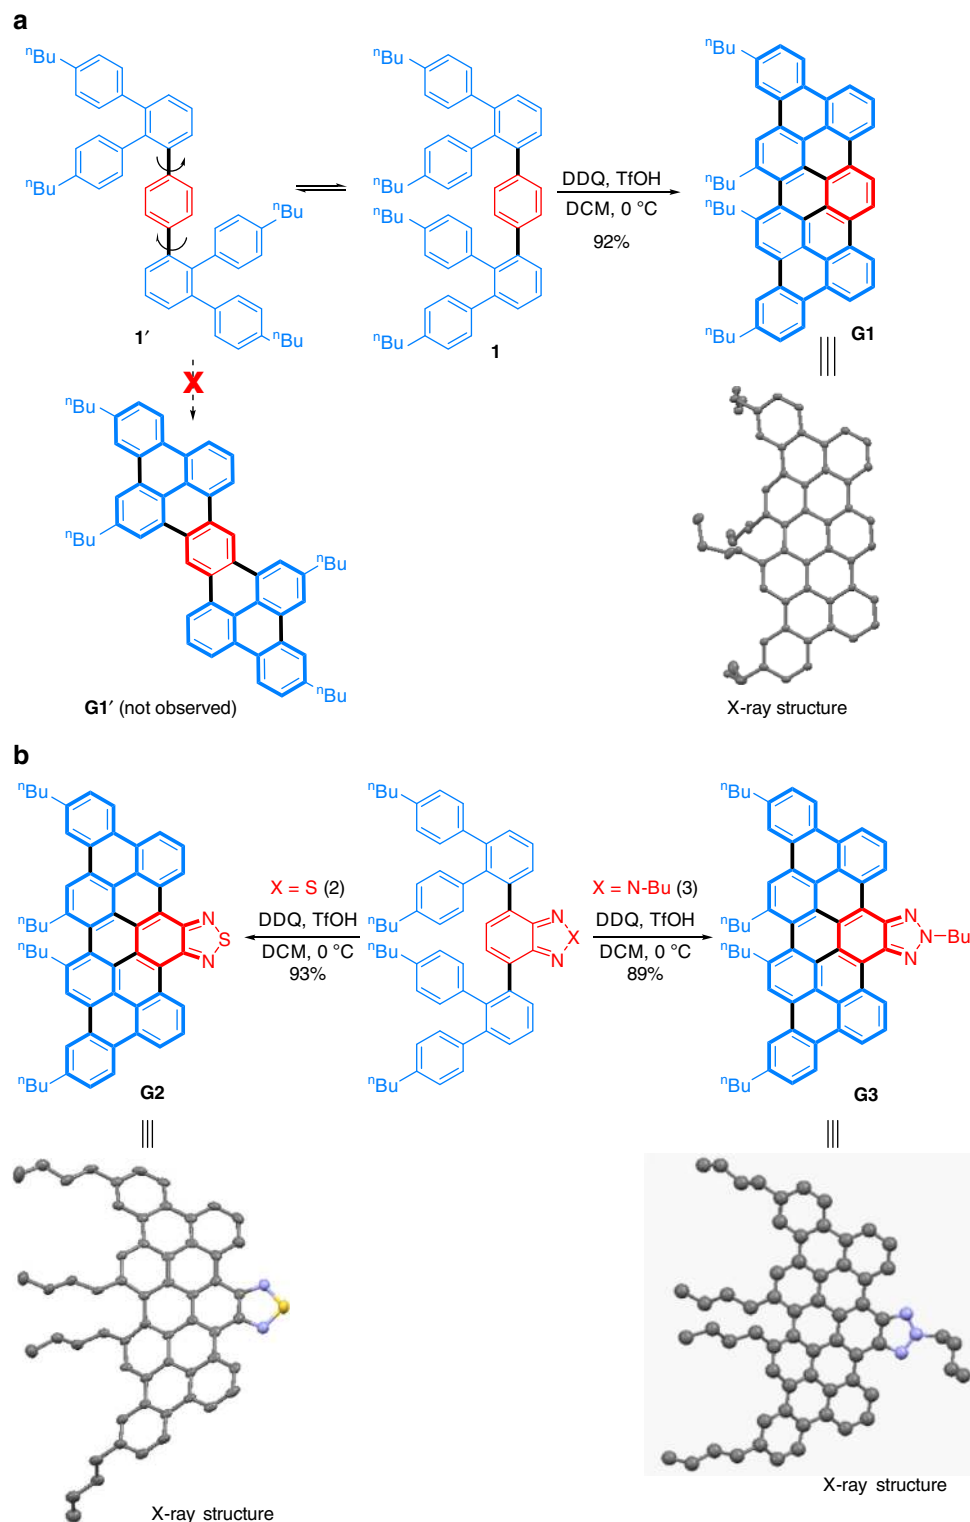 a
nBu
nBu
nBu
nBu
1′
X
nBu
nBu
nBu
nBu
1
DDQ, TfOH
DCM, 0 °C
92%
nBu
nBu
nBu
nBu
G1
nBu
nBu
nBu
nBu
G1′ (not observed)
X-ray structure
b
nBu
nBu
nBu
nBu
N
S
N
G2
X = S (2)
DDQ, TfOH
DCM, 0 °C
93%
nBu
nBu
nBu
nBu
N
X
N
X = N-Bu (3)
DDQ, TfOH
DCM, 0 °C
89%
nBu
nBu
nBu
nBu
N
N
Bu
N
G3
X-ray structure
X-ray structure